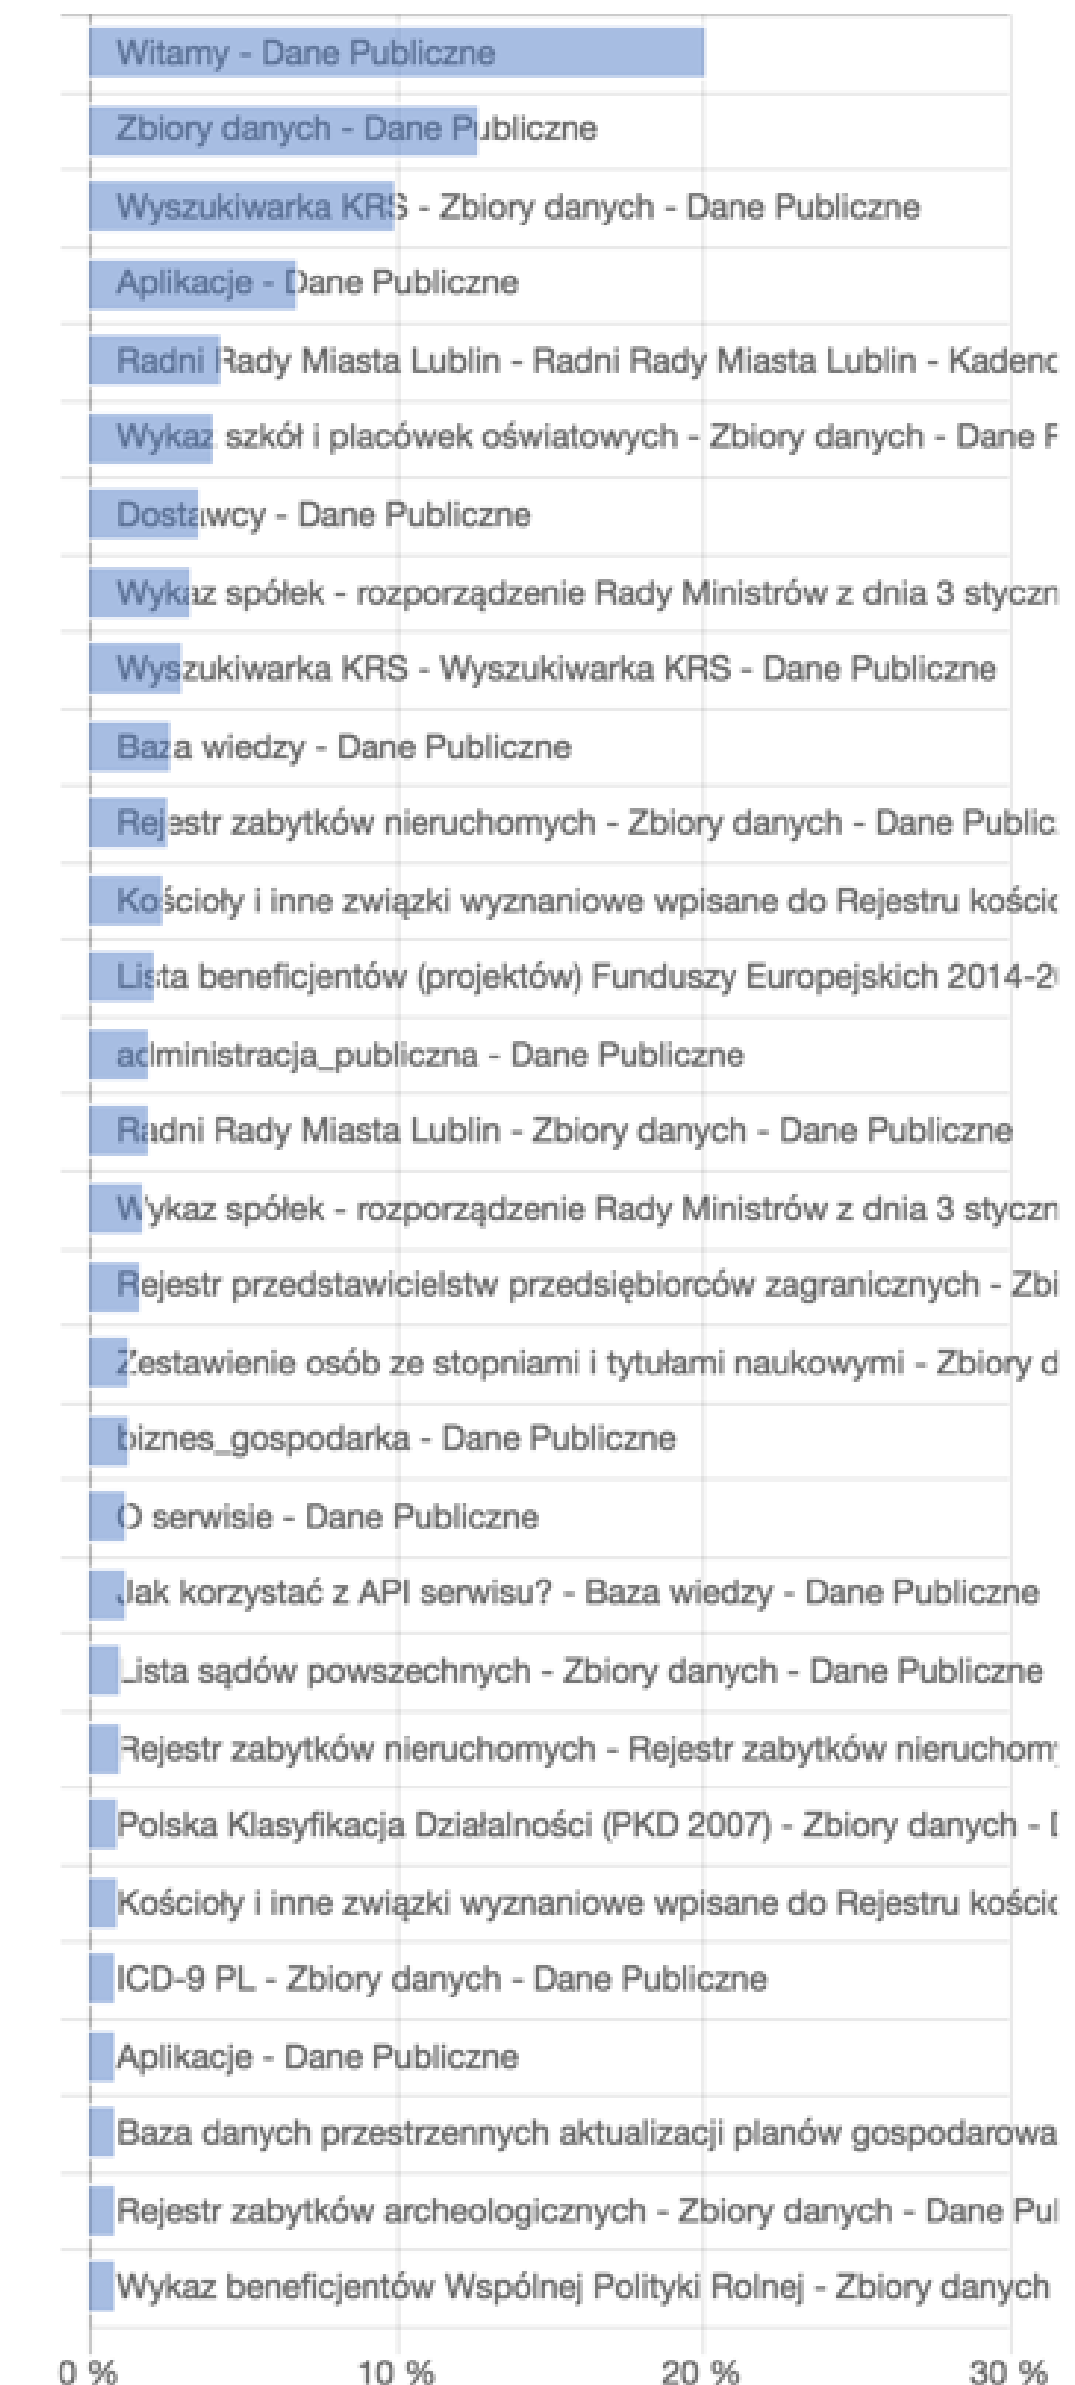 Witamy - Dane Publiczne
Zbiory danych - Dane Publiczne
Wyszukiwarka KRS - Zbiory danych - Dane Publiczne
Aplikacje - Dane Publiczne
Radni Rady Miasta Lublin - Radni Rady Miasta Lublin - Kadenc
Wykaz szkół i placówek oświatowych - Zbiory danych - Dane
Dostawcy - Dane Publiczne
Wykaz spółek - rozporządzenie Rady Ministrów z dnia 3 styczn
Wyszukiwarka KRS - Wyszukiwarka KRS - Dane Publiczne
Baza wiedzy - Dane Publiczne
Rejestr zabytków nieruchomych - Zbiory danych - Dane Public
Kościoły i inne związki wyznaniowe wpisane do Rejestru kośc
Lista beneficjentów (projektów) Funduszy Europejskich 2014-2
administracja_publiczna - Dane Publiczne
Radni Rady Miasta Lublin - Zbiory danych - Dane Publiczne
Wykaz spółek - rozporządzenie Rady Ministrów z dnia 3 styczn
Rejestr przedstawicielstw przedsiębiorców zagranicznych - Zbi
Zestawienie osób ze stopniami i tytułami naukowymi - Zbiory d
biznes_gospodarka - Dane Publiczne
O serwisie - Dane Publiczne
Jak korzystać z API serwisu? - Baza wiedzy - Dane Publiczne
Lista sądów powszechnych - Zbiory danych - Dane Publiczne
Rejestr zabytków nieruchomych - Rejestr zabytków nieruchom
Polska Klasyfikacja Działalności (PKD 2007) - Zbiory danych -
Kościoły i inne związki wyznaniowe wpisane do Rejestru kośc
ICD-9 PL - Zbiory danych - Dane Publiczne
Aplikacje - Dane Publiczne
Baza danych przestrzennych aktualizacji planów gospodarowa
Rejestr zabytków archeologicznych - Zbiory danych - Dane Pu
Wykaz beneficjentów Wspólnej Polityki Rolnej - Zbiory danych
0 % 10 % 20 % 30 %